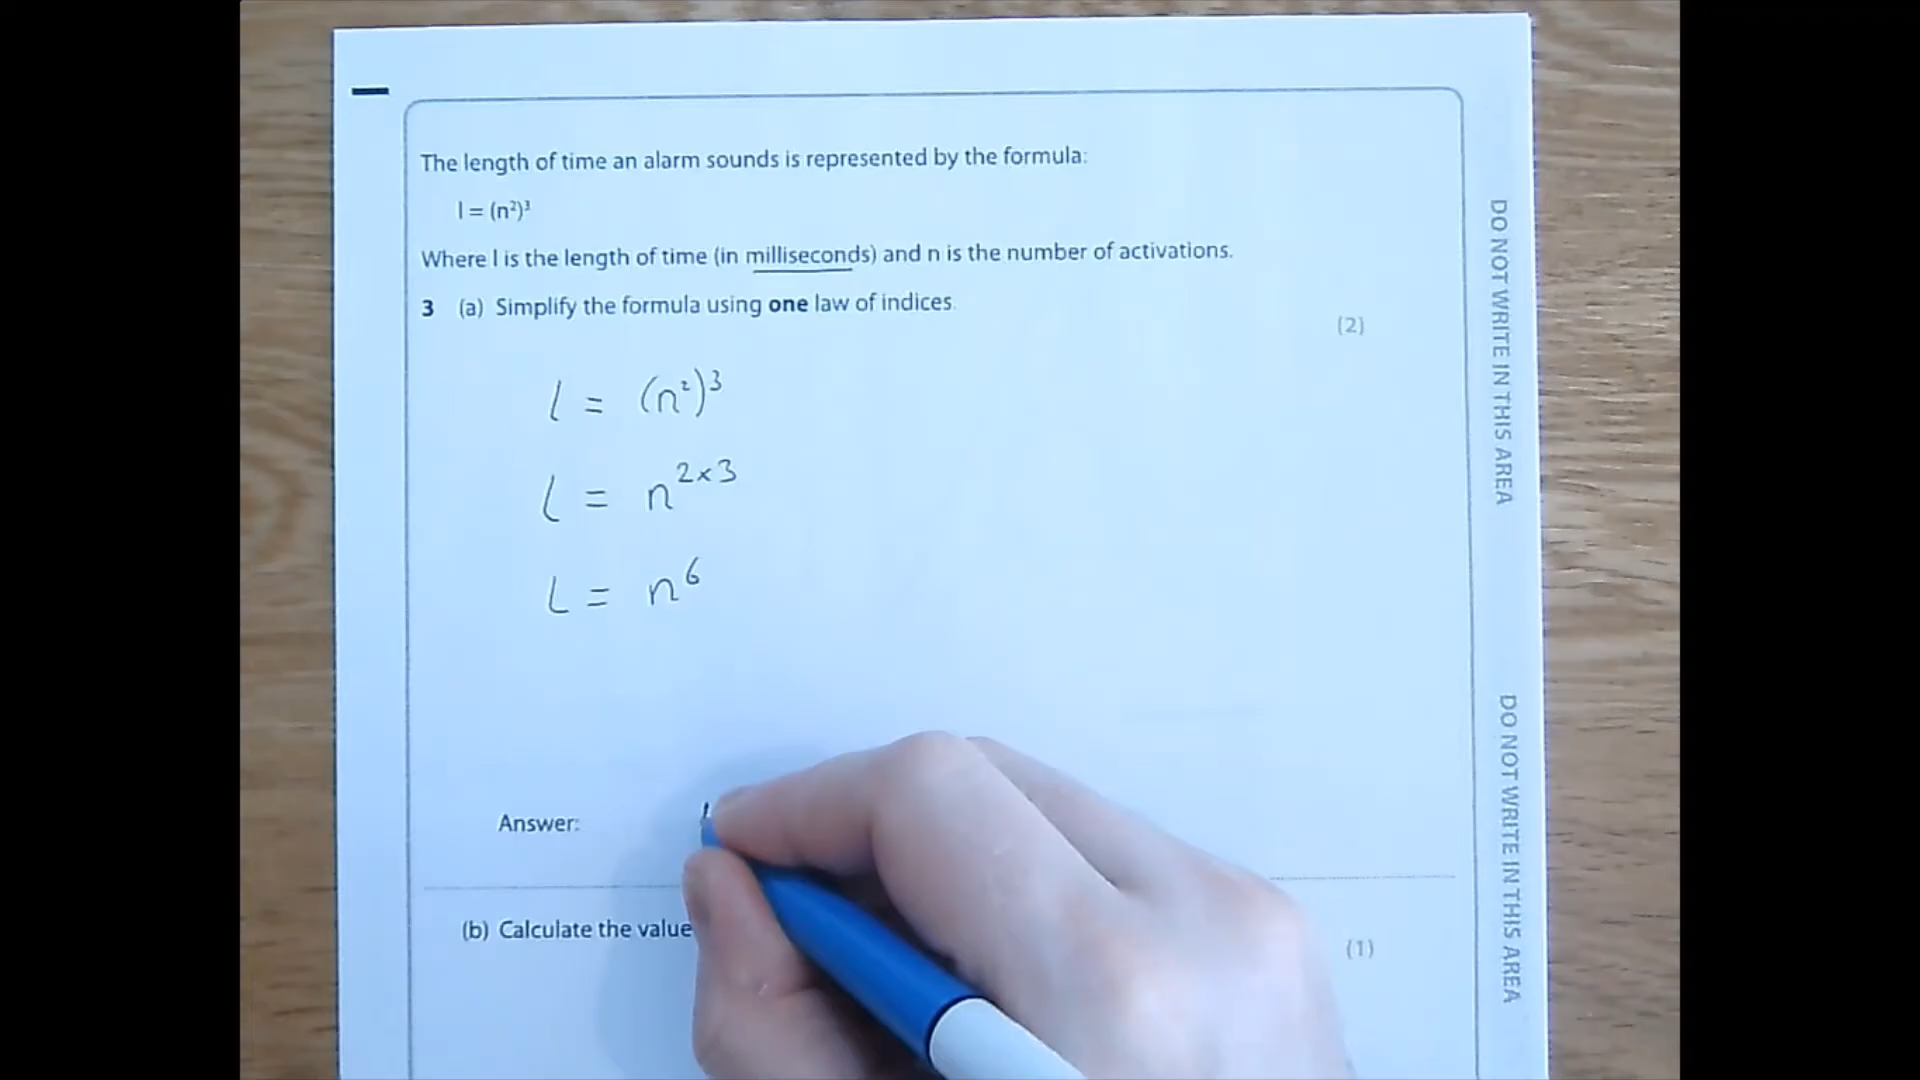 The length of time an alarm sounds is represented by the formula:
l = (n²)³
Where l is the length of time (in milliseconds) and n is the number of activations.
3 (a) Simplify the formula using one law of indices.
(2)
l = (n²)³
l = n²ˣ³
L = n⁶
Answer:
(b) Calculate the value
(1)
DO NOT WRITE IN THIS AREA
DO NOT WRITE IN THIS AREA